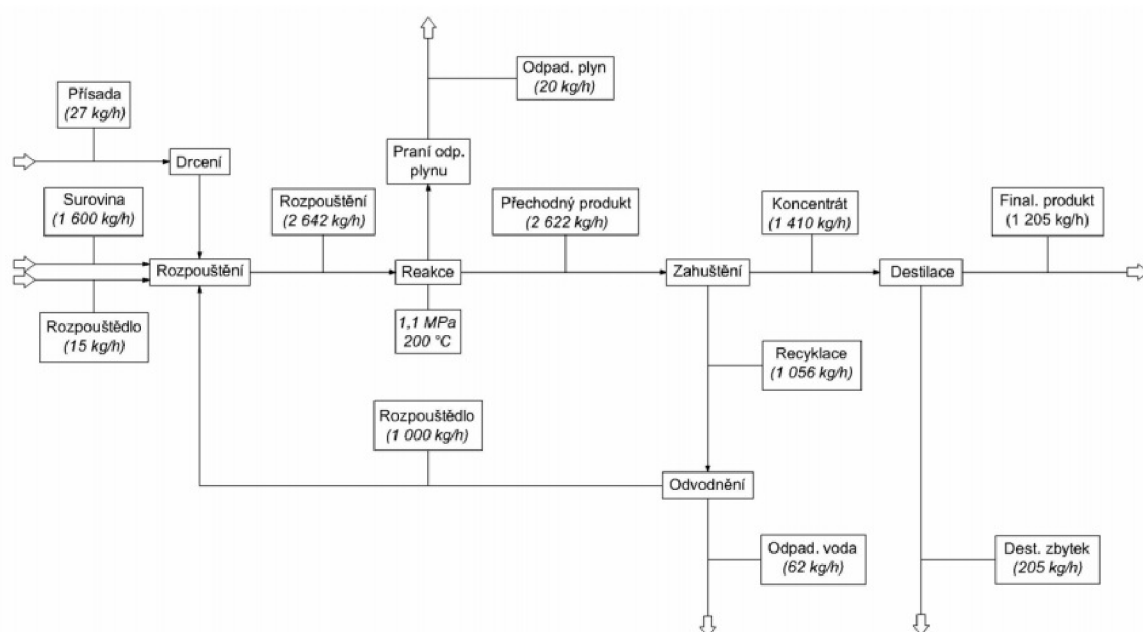 Odpad. plyn
(20 kg/h)
Přísada
(27 kg/h)
Praní odp.
plynu
Drcení
Surovina
(1 600 kg/h)
Rozpouštění
(2 642 kg/h)
Přechodný produkt
(2 622 kg/h)
Koncentrát
(1 410 kg/h)
Final. produkt
(1 205 kg/h)
Rozpouštění
Reakce
Zahuštění
Destilace
Rozpouštědlo
(15 kg/h)
1,1 MPa
200 °C
Recyklace
(1 056 kg/h)
Rozpouštědlo
(1 000 kg/h)
Odvodnění
Odpad. voda
(62 kg/h)
Dest. zbytek
(205 kg/h)